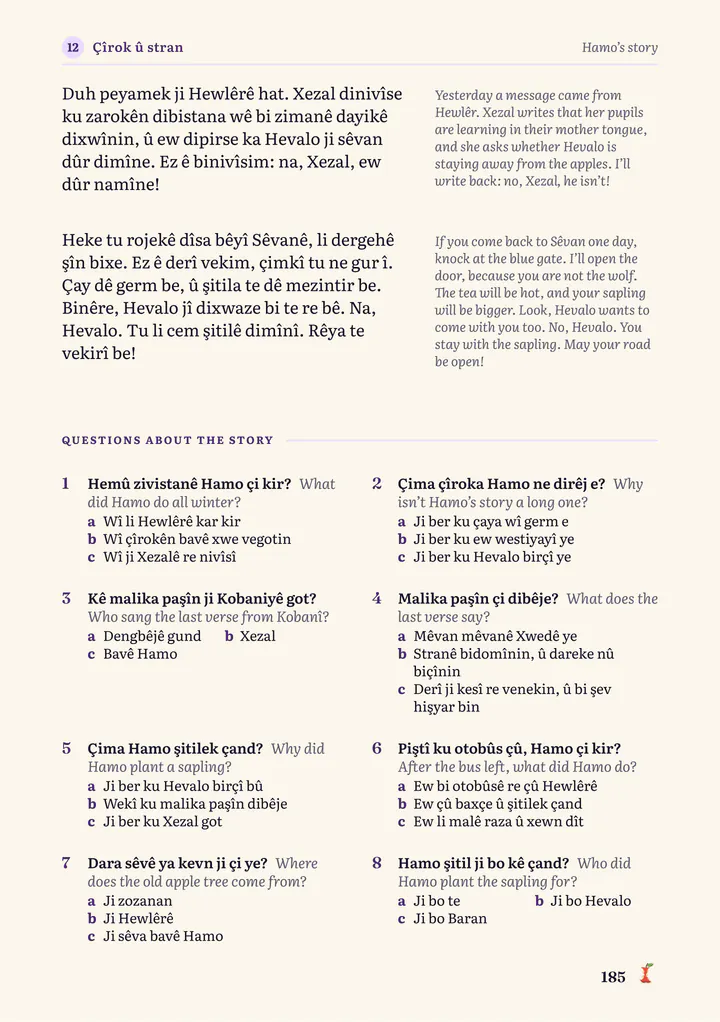 12 Çîrok û stran
Hamo's story
Duh peyamek ji Hewlêrê hat. Xezal dinivîse
ku zarokên dibistana wê bi zimanê dayikê
dixwînin, û ew dipirse ka Hevalo ji sêvan
dûr dimîne. Ez ê binivîsim: na, Xezal, ew
dûr namîne!
Yesterday a message came from
Hewlêr. Xezal writes that her pupils
are learning in their mother tongue,
and she asks whether Hevalo is
staying away from the apples. I'll
write back: no, Xezal, he isn't!
Heke tu rojekê dîsa bêyî Sêvanê, li dergehê
şîn bixe. Ez ê derî vekim, çimkî tu ne gur î.
Çay dê germ be, û şitila te dê mezintir be.
Binêre, Hevalo jî dixwaze bi te re bê. Na,
Hevalo. Tu li cem şitilê dimînî. Rêya te
vekirî be!
If you come back to Sêvan one day,
knock at the blue gate. I'll open the
door, because you are not the wolf.
The tea will be hot, and your sapling
will be bigger. Look, Hevalo wants to
come with you too. No, Hevalo. You
stay with the sapling. May your road
be open!
QUESTIONS ABOUT THE STORY
1 Hemû zivistanê Hamo çi kir? What
did Hamo do all winter?
a Wî li Hewlêrê kar kir
b Wî çîrokên bavê xwe vegotin
c Wî ji Xezalê re nivîsî
2 Çima çîroka Hamo ne dirêj e? Why
isn't Hamo's story a long one?
a Ji ber ku çaya wî germ e
b Ji ber ku ew westiyayî ye
c Ji ber ku Hevalo birçî ye
3 Kê malika paşîn ji Kobaniyê got?
Who sang the last verse from Kobanî?
a Dengbêjê gund b Xezal
c Bavê Hamo
4 Malika paşîn çi dibêje? What does the
last verse say?
a Mêvan mêvanê Xwedê ye
b Stranê bidomînin, û dareke nû
biçînin
c Derî ji kesî re venekin, û bi şev
hişyar bin
5 Çima Hamo şitilek çand? Why did
Hamo plant a sapling?
a Ji ber ku Hevalo birçî bû
b Wekî ku malika paşîn dibêje
c Ji ber ku Xezal got
6 Piştî ku otobûs çû, Hamo çi kir?
After the bus left, what did Hamo do?
a Ew bi otobûsê re çû Hewlêrê
b Ew çû baxçe û şitilek çand
c Ew li malê raza û xewn dît
7 Dara sêvê ya kevn ji çi ye? Where
does the old apple tree come from?
a Ji zozanan
b Ji Hewlêrê
c Ji sêva bavê Hamo
8 Hamo şitil ji bo kê çand? Who did
Hamo plant the sapling for?
a Ji bo te b Ji bo Hevalo
c Ji bo Baran
185